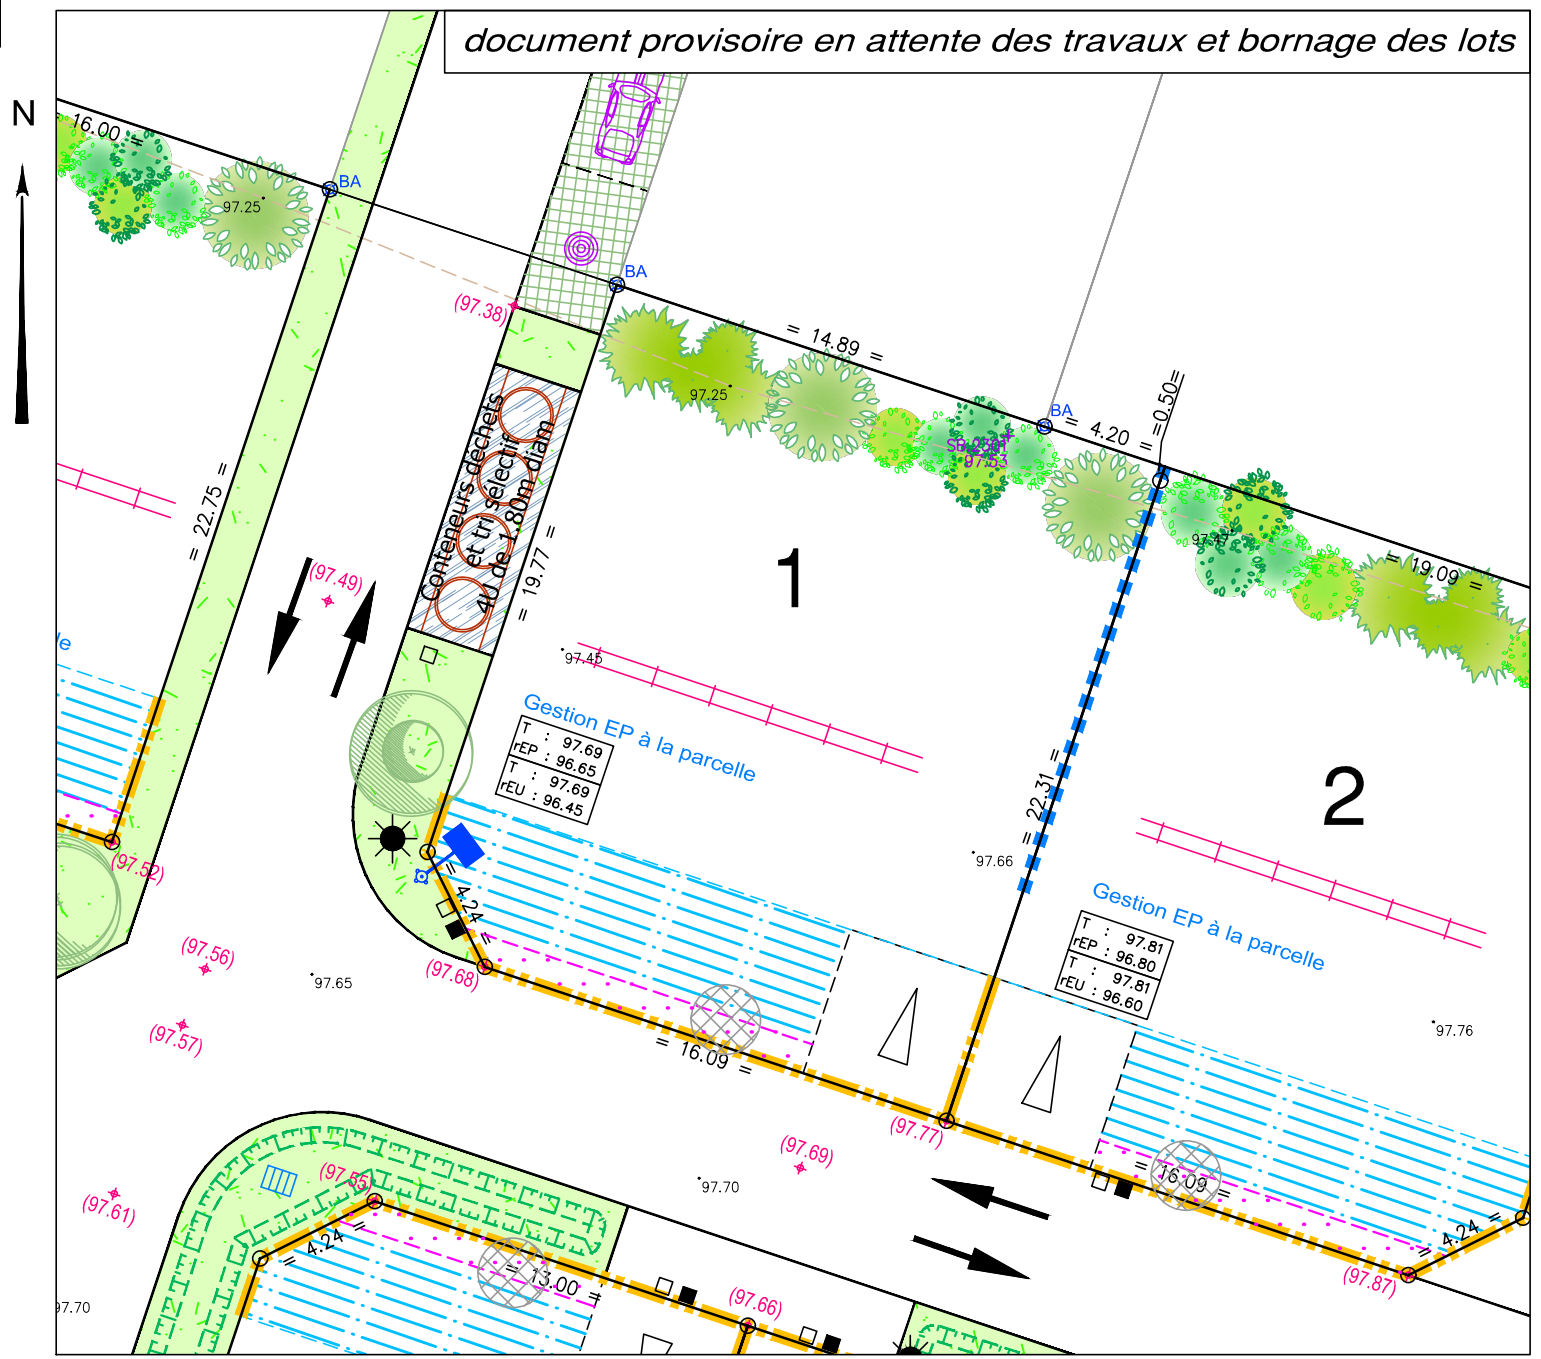 document provisoire en attente des travaux et bornage des lots
N
16.00 =
BA
97.25
BA
(97.38)
= 14.89 =
97.25
BA
= 4.20 =
=0.50=
SP 2301
97.53
97.47
= 19.09 =
= 22.75 =
Conteneurs déchets
et tri sélectif
4U de 1,80m diam
= 19.77 =
(97.49)
1
97.45
le
Gestion EP à la parcelle
T : 97.69
rEP : 96.65
T : 97.69
rEU : 96.45
= 22.31 =
2
97.66
Gestion EP à la parcelle
T : 97.81
rEP : 96.80
T : 97.81
rEU : 96.60
(97.52)
= 4.24 =
(97.56)
(97.68)
97.65
(97.57)
= 16.09 =
97.76
(97.77)
(97.69)
97.70
= 16.09 =
(97.55)
(97.61)
= 4.24 =
= 4.24 =
(97.87)
= 13.00 =
(97.66)
97.70